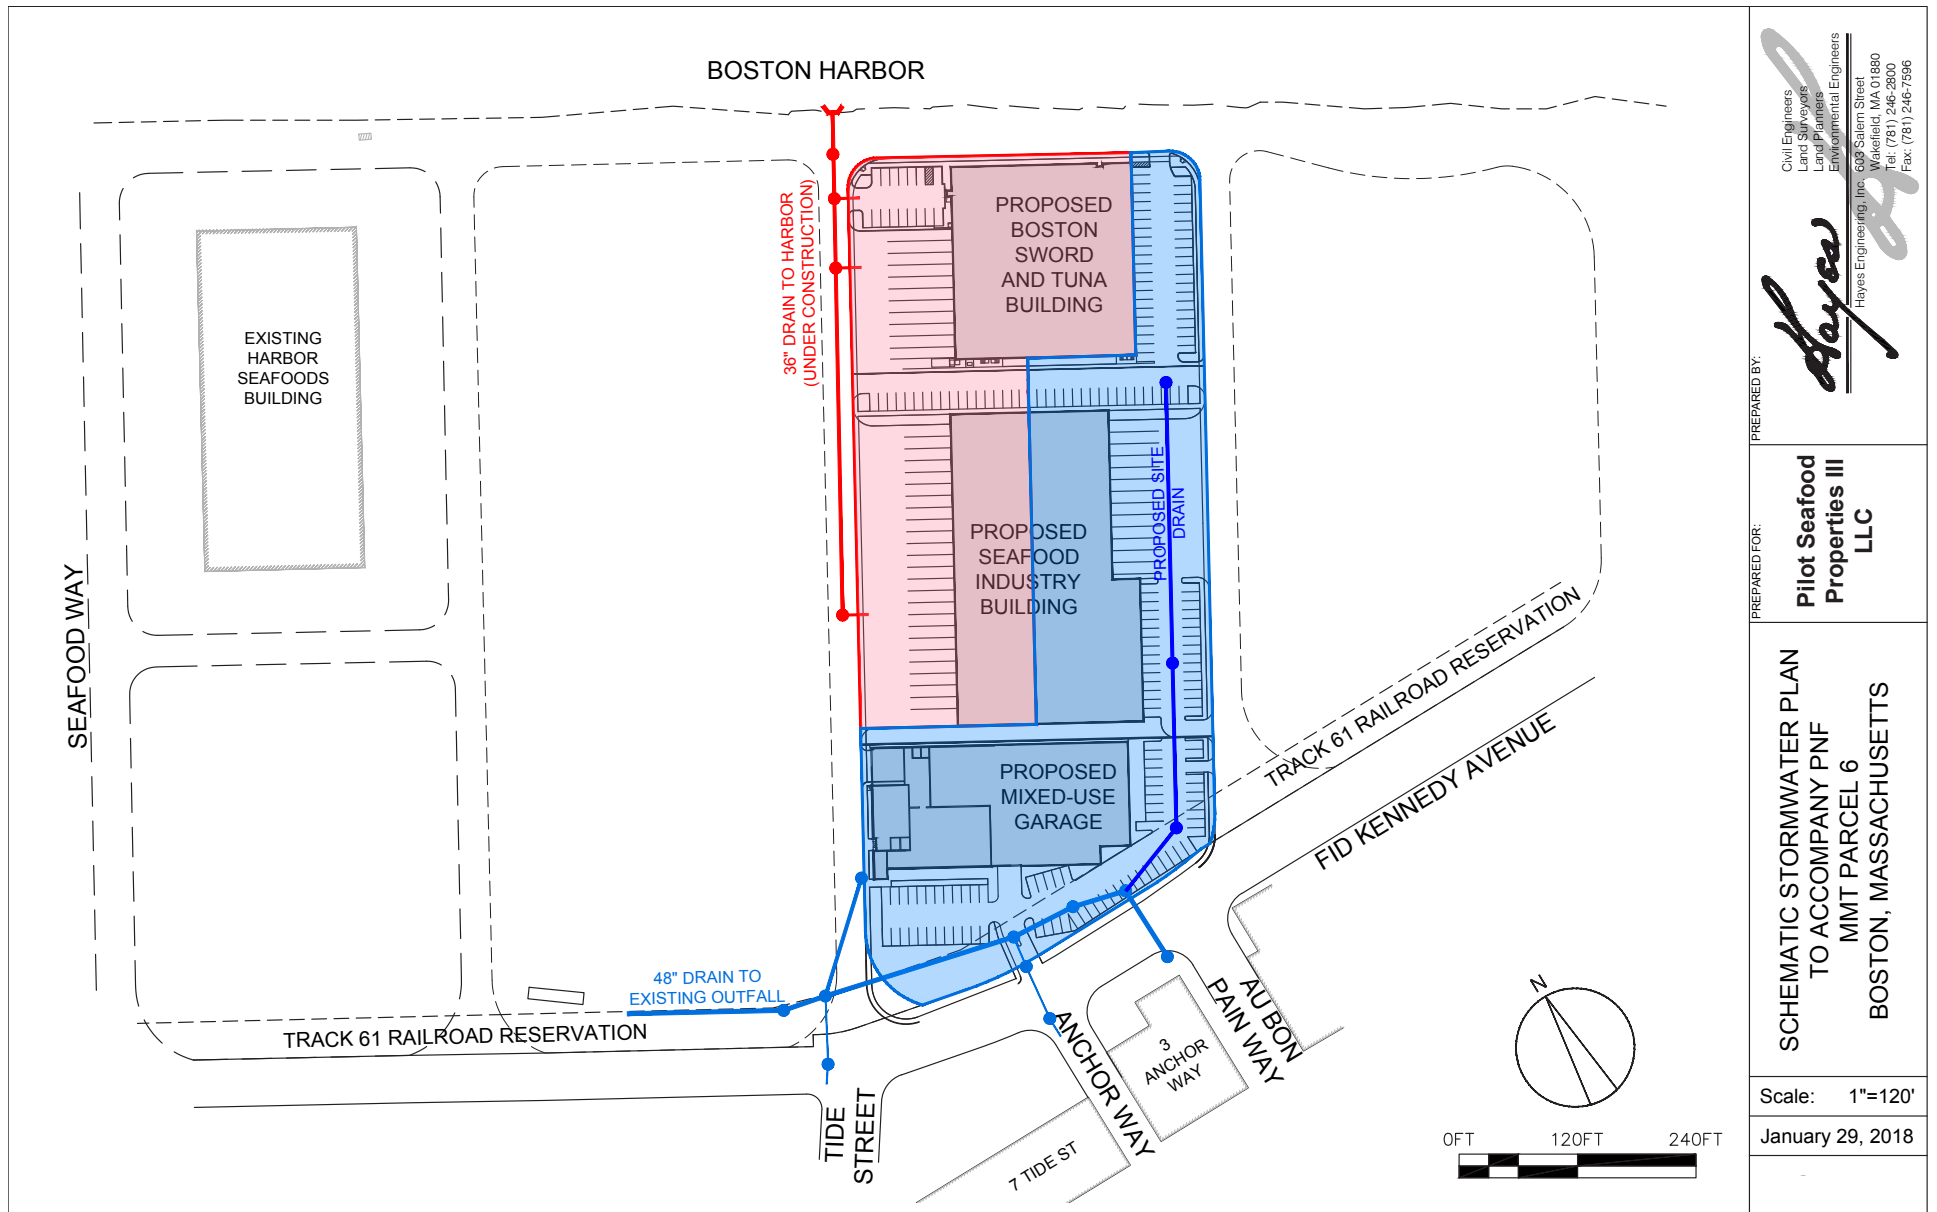 BOSTON HARBOR
36" DRAIN TO HARBOR
(UNDER CONSTRUCTION)
PROPOSED
BOSTON
SWORD
AND TUNA
BUILDING
EXISTING
HARBOR
SEAFOODS
BUILDING
PROPOSED SITE
DRAIN
PROPOSED
SEAFOOD
INDUSTRY
BUILDING
SEAFOOD WAY
TRACK 61 RAILROAD RESERVATION
FID KENNEDY AVENUE
PROPOSED
MIXED-USE
GARAGE
48" DRAIN TO
EXISTING OUTFALL
TRACK 61 RAILROAD RESERVATION
TIDE
STREET
ANCHOR WAY
AU BON
PAIN WAY
3
ANCHOR
WAY
7 TIDE ST
N
0FT 120FT 240FT
PREPARED BY:
Hayes
Civil Engineers
Land Surveyors
Land Planners
Environmental Engineers
Hayes Engineering, Inc. 603 Salem Street
Wakefield, MA 01880
Tel: (781) 246-2800
Fax: (781) 246-7596
PREPARED FOR:
Pilot Seafood
Properties III
LLC
SCHEMATIC STORMWATER PLAN
TO ACCOMPANY PNF
MMT PARCEL 6
BOSTON, MASSACHUSETTS
Scale: 1"=120'
January 29, 2018